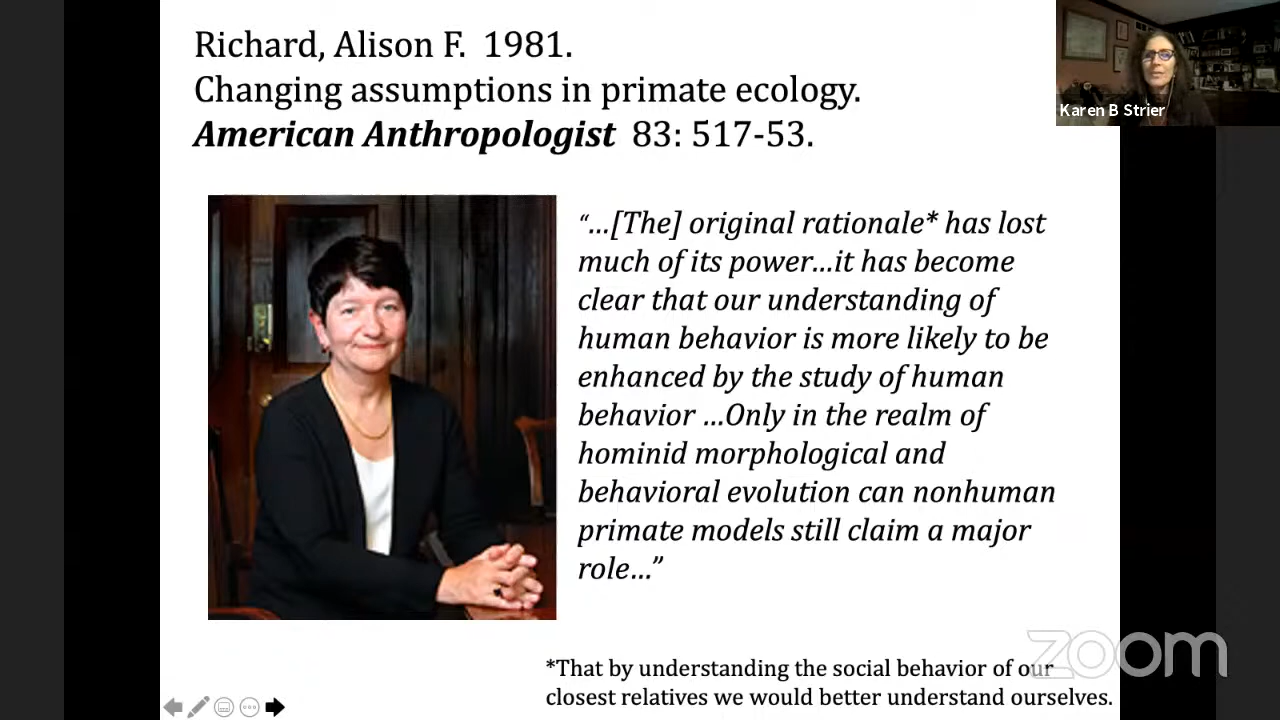 Richard, Alison F. 1981.
Changing assumptions in primate ecology.
American Anthropologist 83: 517-53.
Karen B Strier
“…[The] original rationale* has lost
much of its power…it has become
clear that our understanding of
human behavior is more likely to be
enhanced by the study of human
behavior …Only in the realm of
hominid morphological and
behavioral evolution can nonhuman
primate models still claim a major
role…”
*That by understanding the social behavior of our
closest relatives we would better understand ourselves.
zoom